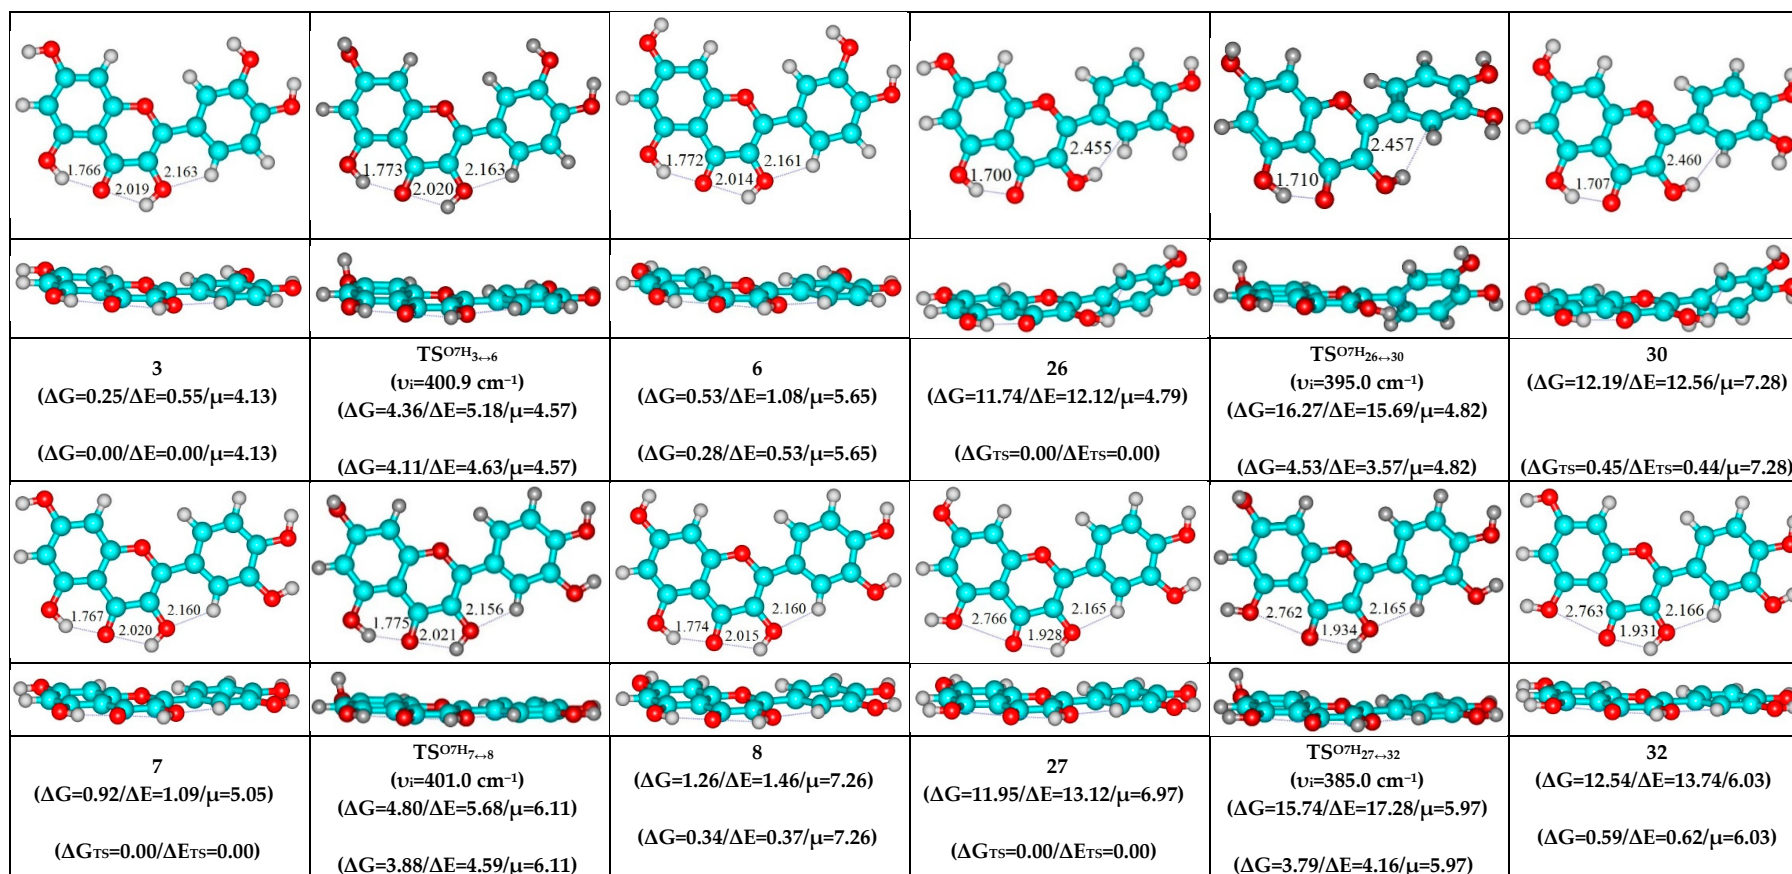 1.766 2.019 2.163
1.773 2.020 2.163
1.772 2.014 2.161
1.700 2.455
1.710 2.457
1.707 2.460
3
(ΔG=0.25/ΔE=0.55/μ=4.13)
(ΔG=0.00/ΔE=0.00/μ=4.13)
TS^O7H_3↔6
(υi=400.9 cm⁻¹)
(ΔG=4.36/ΔE=5.18/μ=4.57)
(ΔG=4.11/ΔE=4.63/μ=4.57)
6
(ΔG=0.53/ΔE=1.08/μ=5.65)
(ΔG=0.28/ΔE=0.53/μ=5.65)
26
(ΔG=11.74/ΔE=12.12/μ=4.79)
(ΔGTS=0.00/ΔETS=0.00)
TS^O7H_26↔30
(υi=395.0 cm⁻¹)
(ΔG=16.27/ΔE=15.69/μ=4.82)
(ΔG=4.53/ΔE=3.57/μ=4.82)
30
(ΔG=12.19/ΔE=12.56/μ=7.28)
(ΔGTS=0.45/ΔETS=0.44/μ=7.28)
1.767 2.020 2.160
1.775 2.021 2.156
1.774 2.015 2.160
2.766 1.928 2.165
2.762 1.934 2.165
2.763 1.931 2.166
7
(ΔG=0.92/ΔE=1.09/μ=5.05)
(ΔGTS=0.00/ΔETS=0.00)
TS^O7H_7↔8
(υi=401.0 cm⁻¹)
(ΔG=4.80/ΔE=5.68/μ=6.11)
(ΔG=3.88/ΔE=4.59/μ=6.11)
8
(ΔG=1.26/ΔE=1.46/μ=7.26)
(ΔG=0.34/ΔE=0.37/μ=7.26)
27
(ΔG=11.95/ΔE=13.12/μ=6.97)
(ΔGTS=0.00/ΔETS=0.00)
TS^O7H_27↔32
(υi=385.0 cm⁻¹)
(ΔG=15.74/ΔE=17.28/μ=5.97)
(ΔG=3.79/ΔE=4.16/μ=5.97)
32
(ΔG=12.54/ΔE=13.74/6.03)
(ΔG=0.59/ΔE=0.62/μ=6.03)